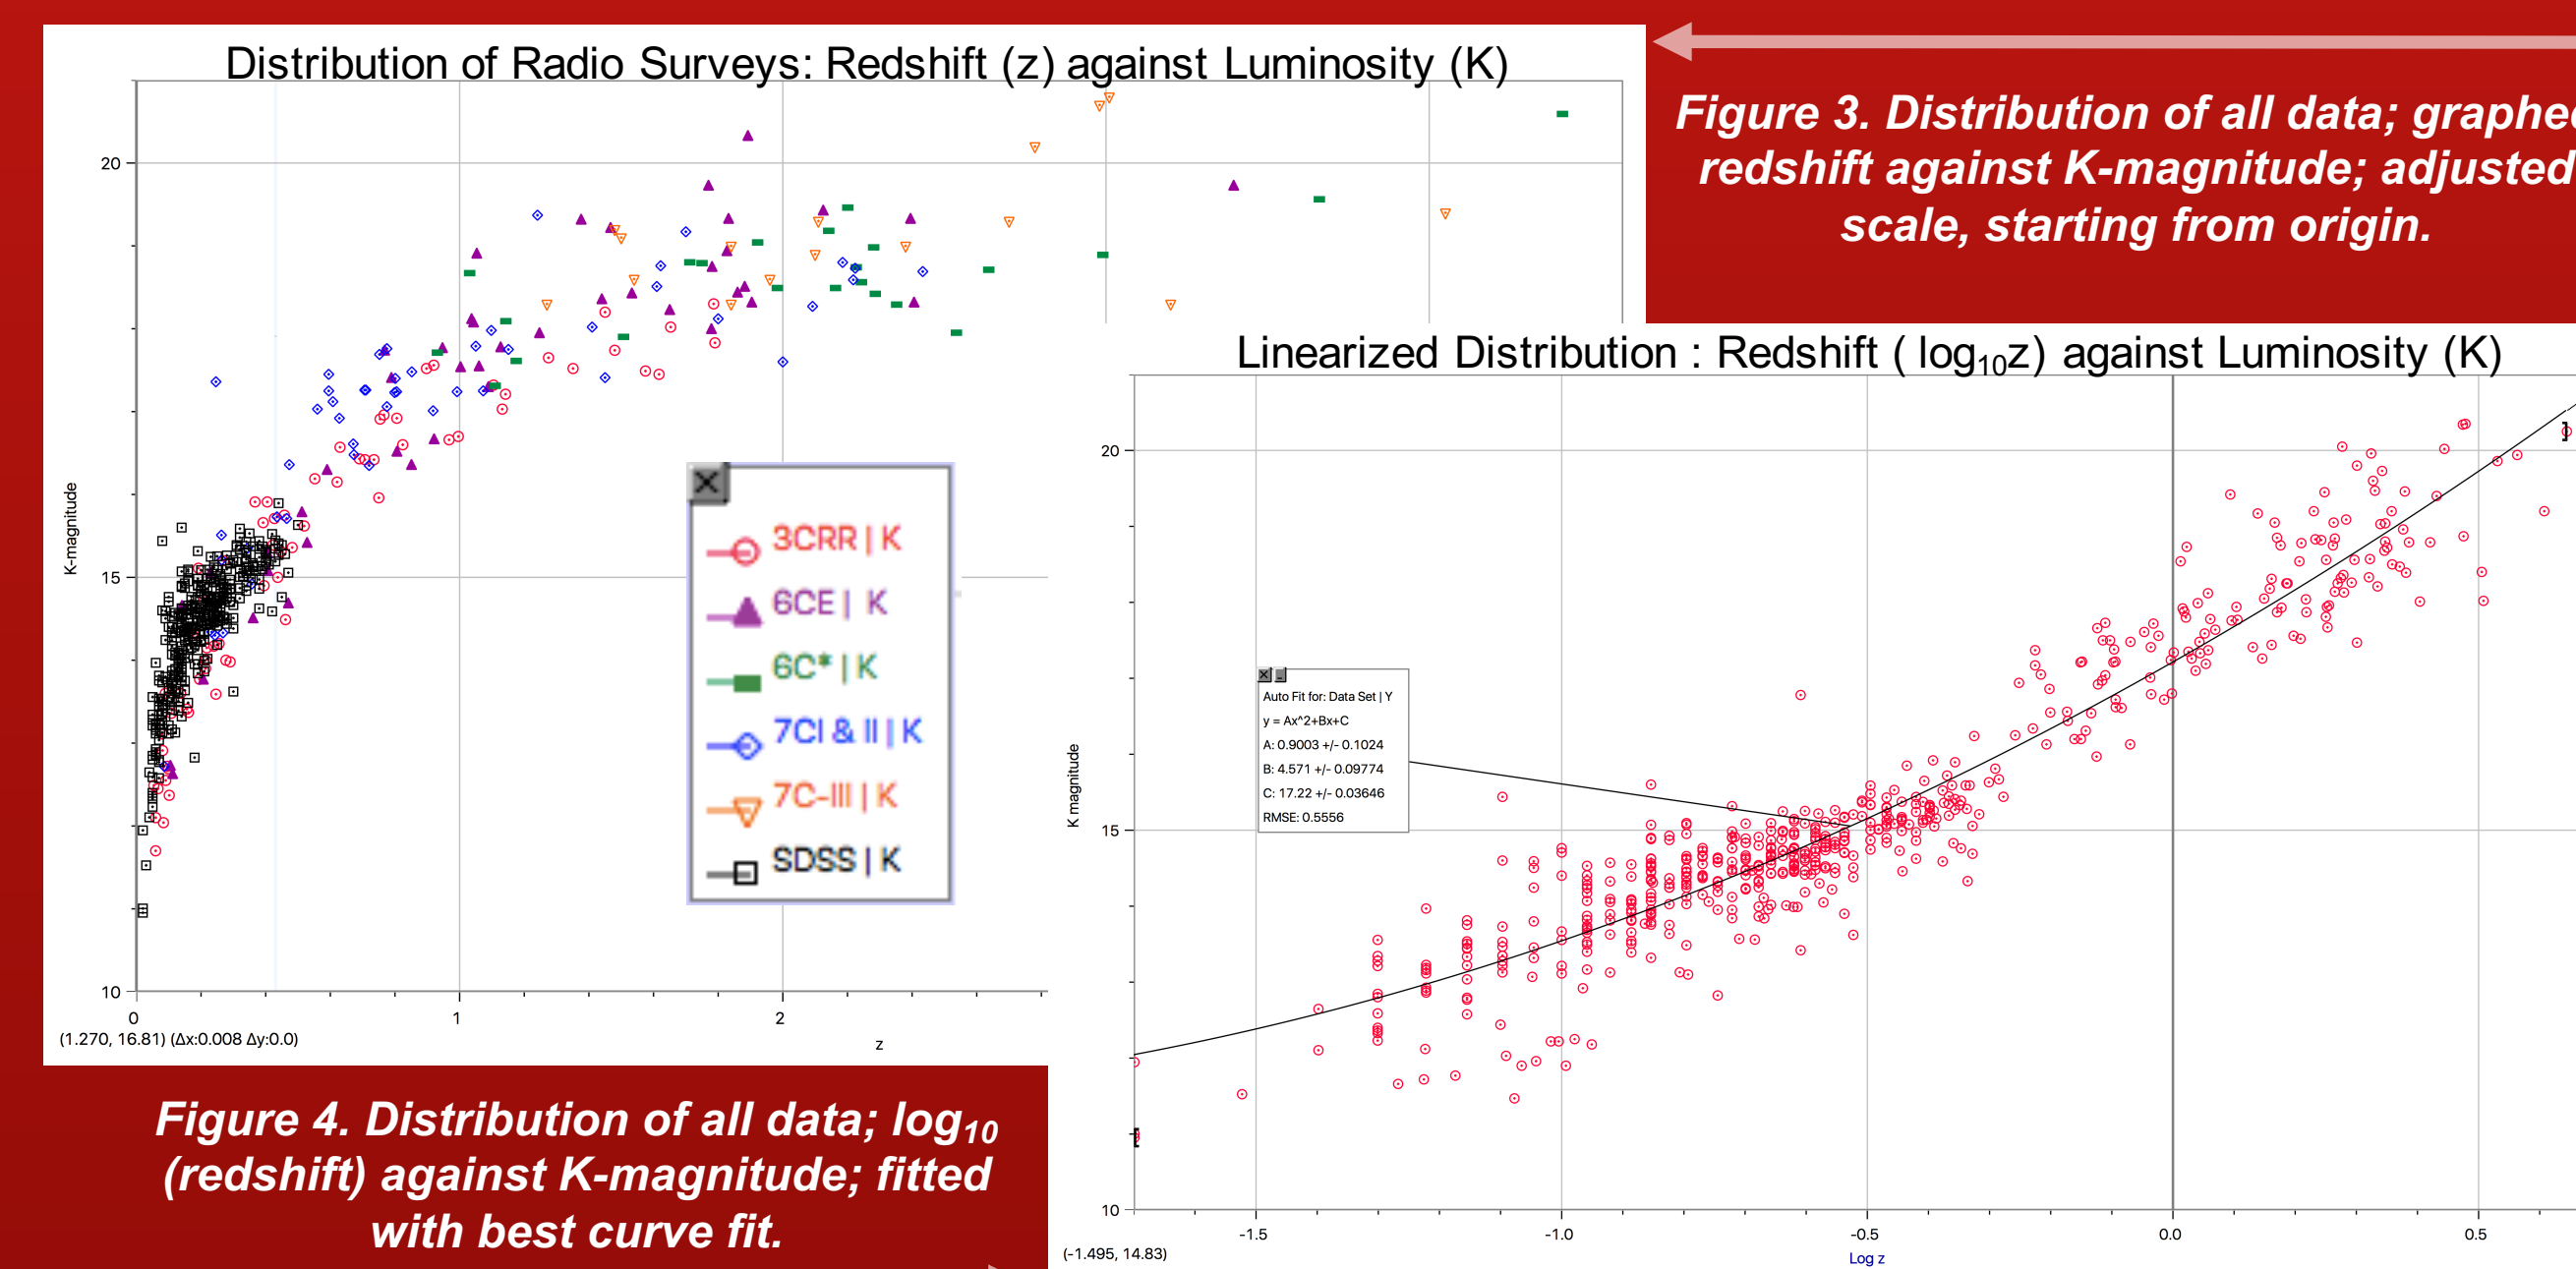 Distribution of Radio Surveys: Redshift (z) against Luminosity (K)
20
15
10
K-magnitude
0
1
2
z
(1.270, 16.81) (Δx:0.008 Δy:0.0)
3CRR | K
6CE | K
6C* | K
7CI & II | K
7C-III | K
SDSS | K
Figure 3. Distribution of all data; graphed
redshift against K-magnitude; adjusted
scale, starting from origin.
Linearized Distribution : Redshift ( log₁₀z) against Luminosity (K)
20
15
10
K magnitude
Auto Fit for: Data Set | Y
y = Ax^2+Bx+C
A: 0.9003 +/- 0.1024
B: 4.571 +/- 0.09774
C: 17.22 +/- 0.03646
RMSE: 0.5556
-1.5
-1.0
-0.5
0.0
0.5
Log z
(-1.495, 14.83)
Figure 4. Distribution of all data; log₁₀
(redshift) against K-magnitude; fitted
with best curve fit.